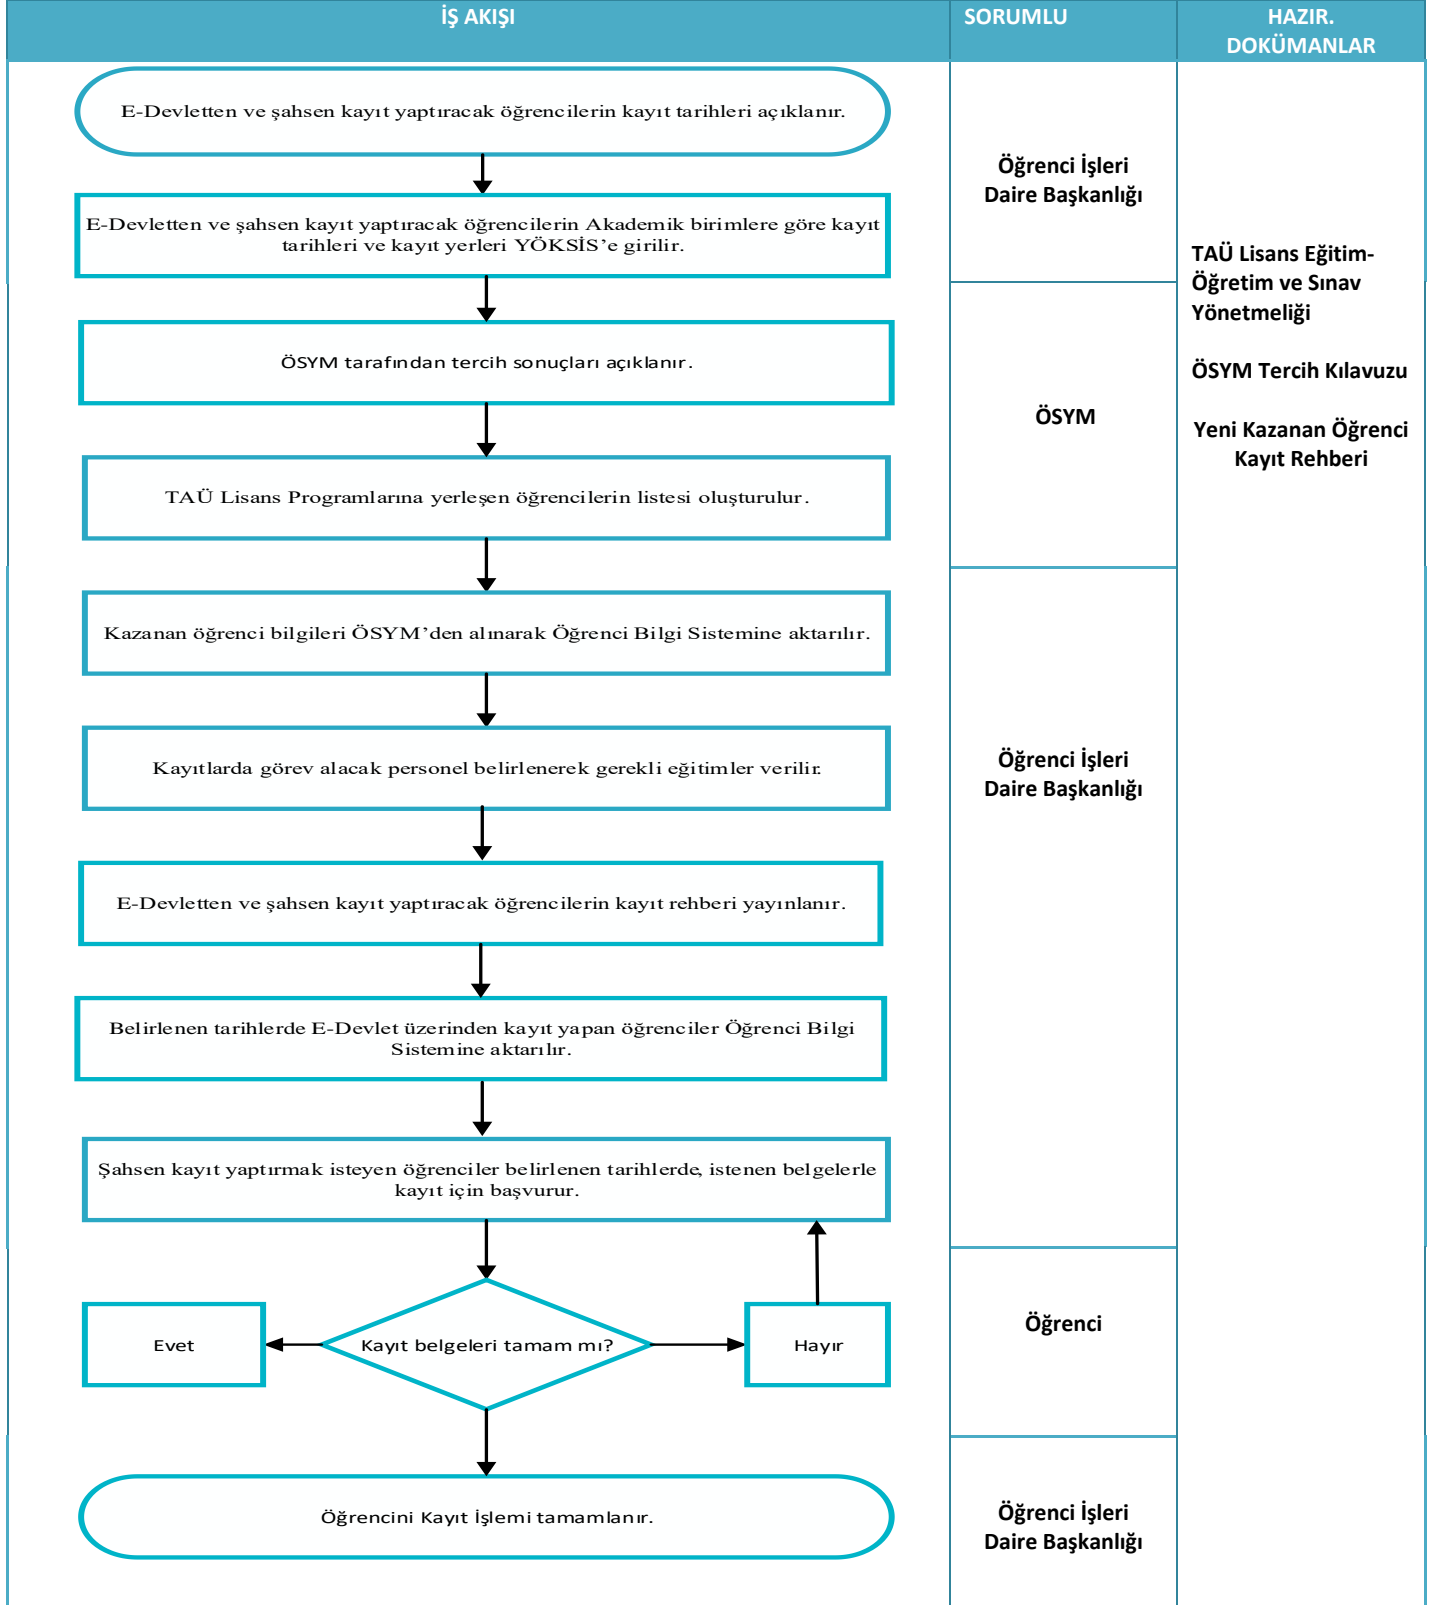 İŞ AKIŞI
SORUMLU
HAZIR.
DOKÜMANLAR
E-Devletten ve şahsen kayıt yaptıracak öğrencilerin kayıt tarihleri açıklanır.
E-Devletten ve şahsen kayıt yaptıracak öğrencilerin Akademik birimlere göre kayıt
tarihleri ve kayıt yerleri YÖKSİS’e girilir.
Öğrenci İşleri
Daire Başkanlığı
ÖSYM tarafından tercih sonuçları açıklanır.
TAÜ Lisans Programlarına yerleşen öğrencilerin listesi oluşturulur.
ÖSYM
TAÜ Lisans Eğitim-
Öğretim ve Sınav
Yönetmeliği
ÖSYM Tercih Kılavuzu
Yeni Kazanan Öğrenci
Kayıt Rehberi
Kazanan öğrenci bilgileri ÖSYM’den alınarak Öğrenci Bilgi Sistemine aktarılır.
Kayıtlarda görev alacak personel belirlenerek gerekli eğitimler verilir.
E-Devletten ve şahsen kayıt yaptıracak öğrencilerin kayıt rehberi yayınlanır.
Belirlenen tarihlerde E-Devlet üzerinden kayıt yapan öğrenciler Öğrenci Bilgi
Sistemine aktarılır.
Şahsen kayıt yaptırmak isteyen öğrenciler belirlenen tarihlerde, istenen belgelerle
kayıt için başvurur.
Öğrenci İşleri
Daire Başkanlığı
Evet
Kayıt belgeleri tamam mı?
Hayır
Öğrenci
Öğrencini Kayıt İşlemi tamamlanır.
Öğrenci İşleri
Daire Başkanlığı